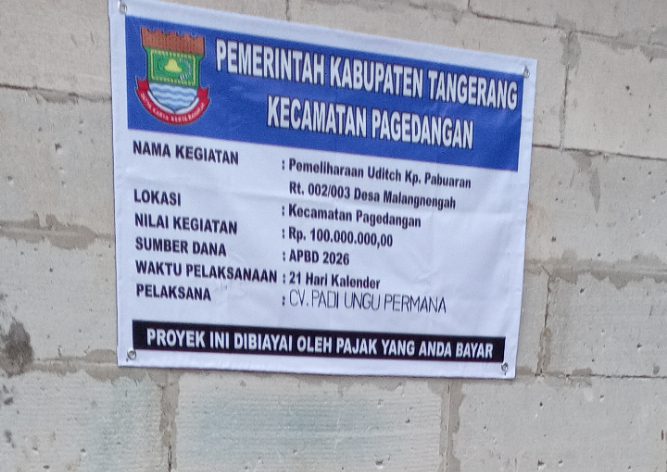 PEMERINTAH KABUPATEN TANGERANG
KECAMATAN PAGEDANGAN
NAMA KEGIATAN : Pemeliharaan Uditch Kp. Pabuaran
Rt. 002/003 Desa Malangnengah
LOKASI : Kecamatan Pagedangan
NILAI KEGIATAN : Rp. 100.000.000,00
SUMBER DANA : APBD 2026
WAKTU PELAKSANAAN : 21 Hari Kalender
PELAKSANA : CV. PADI UNGU PERMANA
PROYEK INI DIBIAYAI OLEH PAJAK YANG ANDA BAYAR